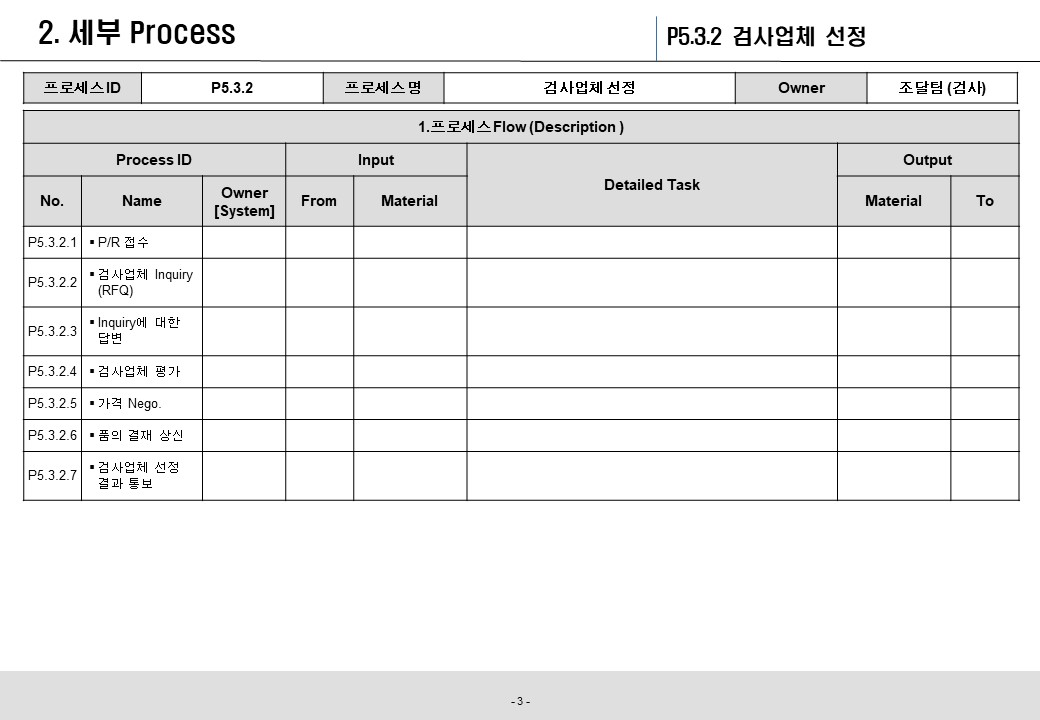 2. 세부 Process
P5.3.2 검사업체 선정
프로세스ID P5.3.2 프로세스명 검사업체 선정 Owner 조달팀 (검사)
1.프로세스 Flow (Description )
Process ID Input Detailed Task Output
No. Name Owner [System] From Material Material To
P5.3.2.1 ▪ P/R 접수
P5.3.2.2 ▪ 검사업체 Inquiry
(RFQ)
P5.3.2.3 ▪ Inquiry에 대한
답변
P5.3.2.4 ▪ 검사업체 평가
P5.3.2.5 ▪ 가격 Nego.
P5.3.2.6 ▪ 품의 결재 상신
P5.3.2.7 ▪ 검사업체 선정
결과 통보
- 3 -